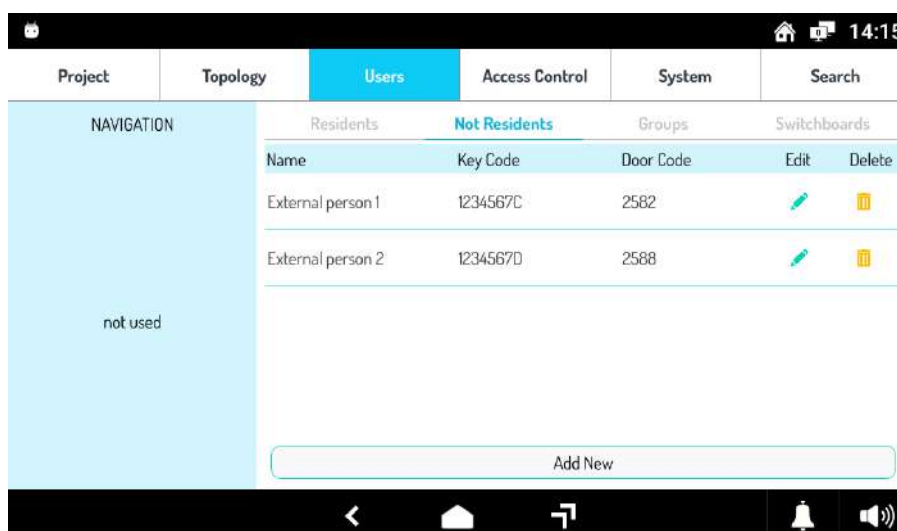 14:15
Project Topology Users Access Control System Search
NAVIGATION
Residents Not Residents Groups Switchboards
Name Key Code Door Code Edit Delete
External person 1 1234567C 2582
External person 2 1234567D 2588
not used
Add New